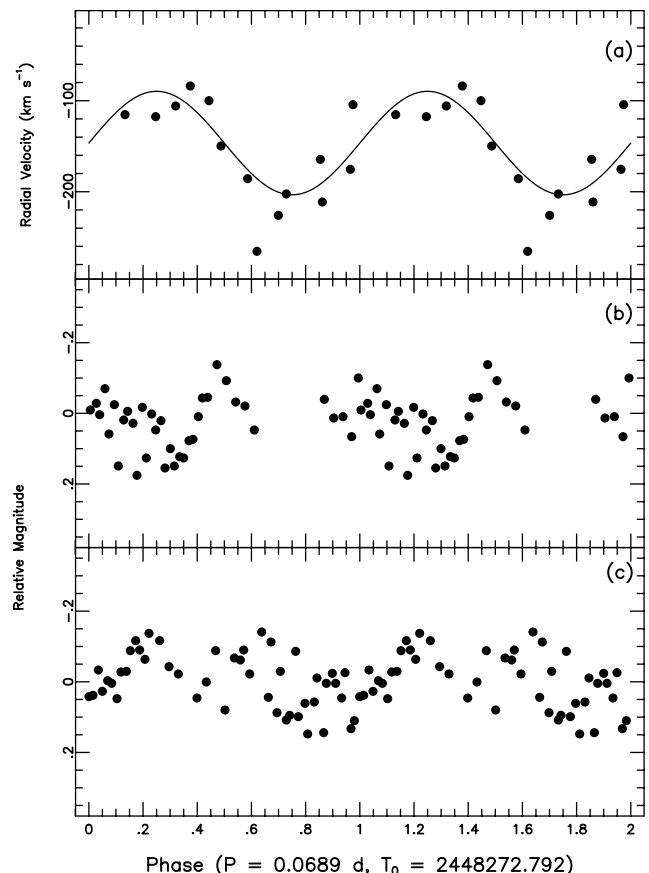 (a)
Radial Velocity (km s⁻¹)
-100
-200
(b)
-.2
0
.2
Relative Magnitude
(c)
-.2
0
.2
0 .2 .4 .6 .8 1 1.2 1.4 1.6 1.8 2
Phase (P = 0.0689 d, T₀ = 2448272.792)